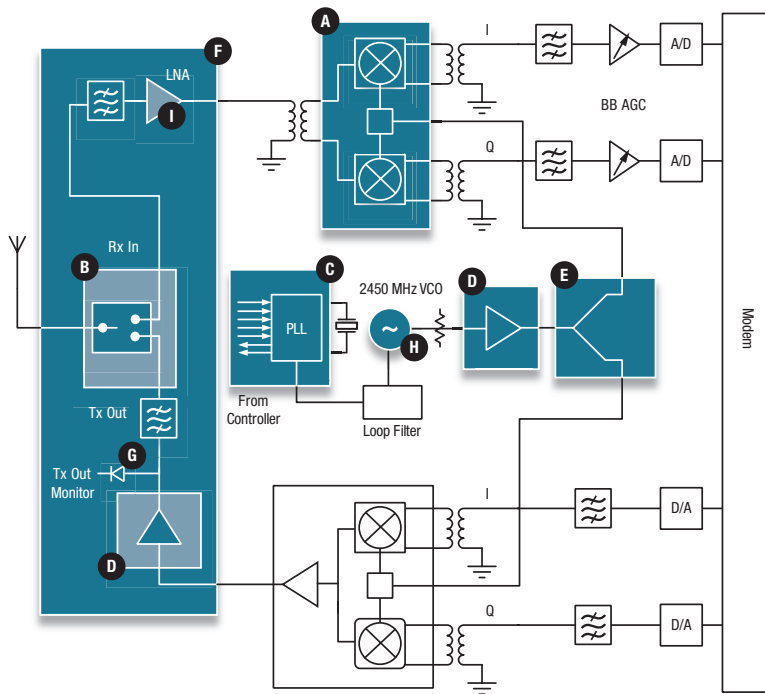 A
F
I
LNA
A/D
I
BB AGC
Q
A/D
Rx In
B
C
2450 MHz VCO
D
E
PLL
~
H
Modem
From
Controller
Loop Filter
Tx Out
G
Tx Out
Monitor
I
D/A
D
Q
D/A